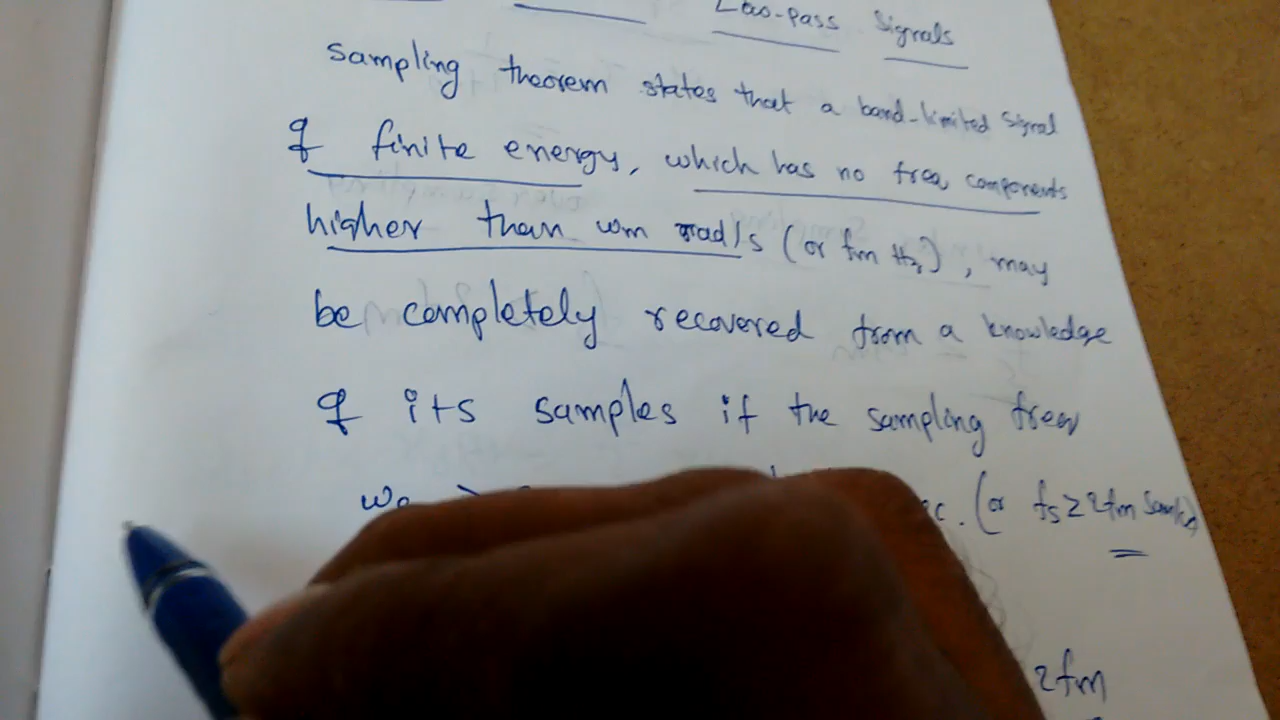 Low-pass Signals
Sampling theorem states that a band-limited signal
of finite energy, which has no freq components
higher than wm rad/s (or fm Hz), may
be completely recovered from a knowledge
of its samples if the sampling freq
(or fs ≥ 2fm
2fm